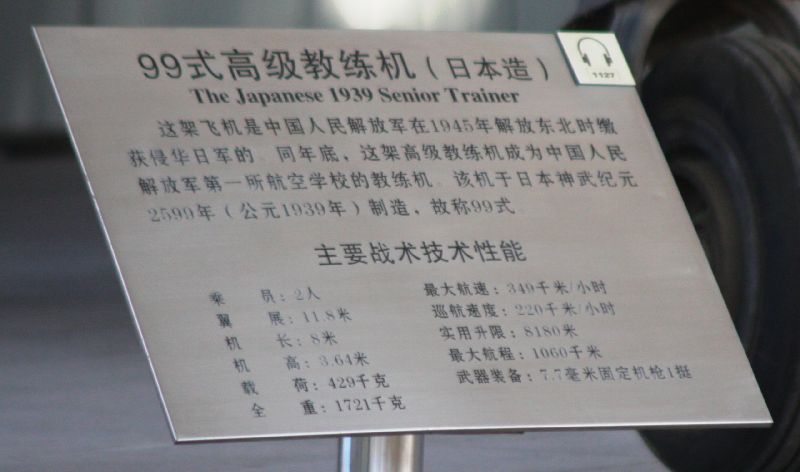 99式高级教练机（日本造）
1127
The Japanese 1939 Senior Trainer
这架飞机是中国人民解放军在1945年解放东北时缴
获侵华日军的。同年底，这架高级教练机成为中国人民
解放军第一所航空学校的教练机。该机于日本神武纪元
2599年（公元1939年）制造，故称99式。
主要战术技术性能
乘 员：2人
翼 展：11.8米
机 长：8米
机 高：3.64米
载 荷：429千克
全 重：1721千克
最大航速：349千米/小时
巡航速度：220千米/小时
实用升限：8180米
最大航程：1060千米
武器装备：7.7毫米固定机枪1挺